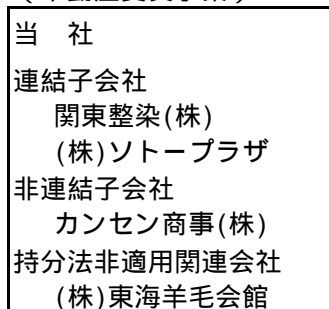 当　社
連結子会社
関東整染(株)
(株)ソトープラザ
非連結子会社
カンセン商事(株)
持分法非適用関連会社
(株)東海羊毛会館